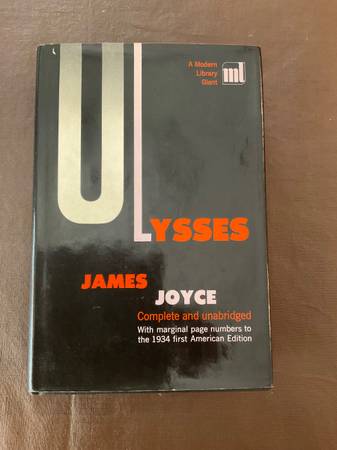 A Modern
Library
Giant
ml
ULYSSES
JAMES
JOYCE
Complete and unabridged
With marginal page numbers to
the 1934 first American Edition